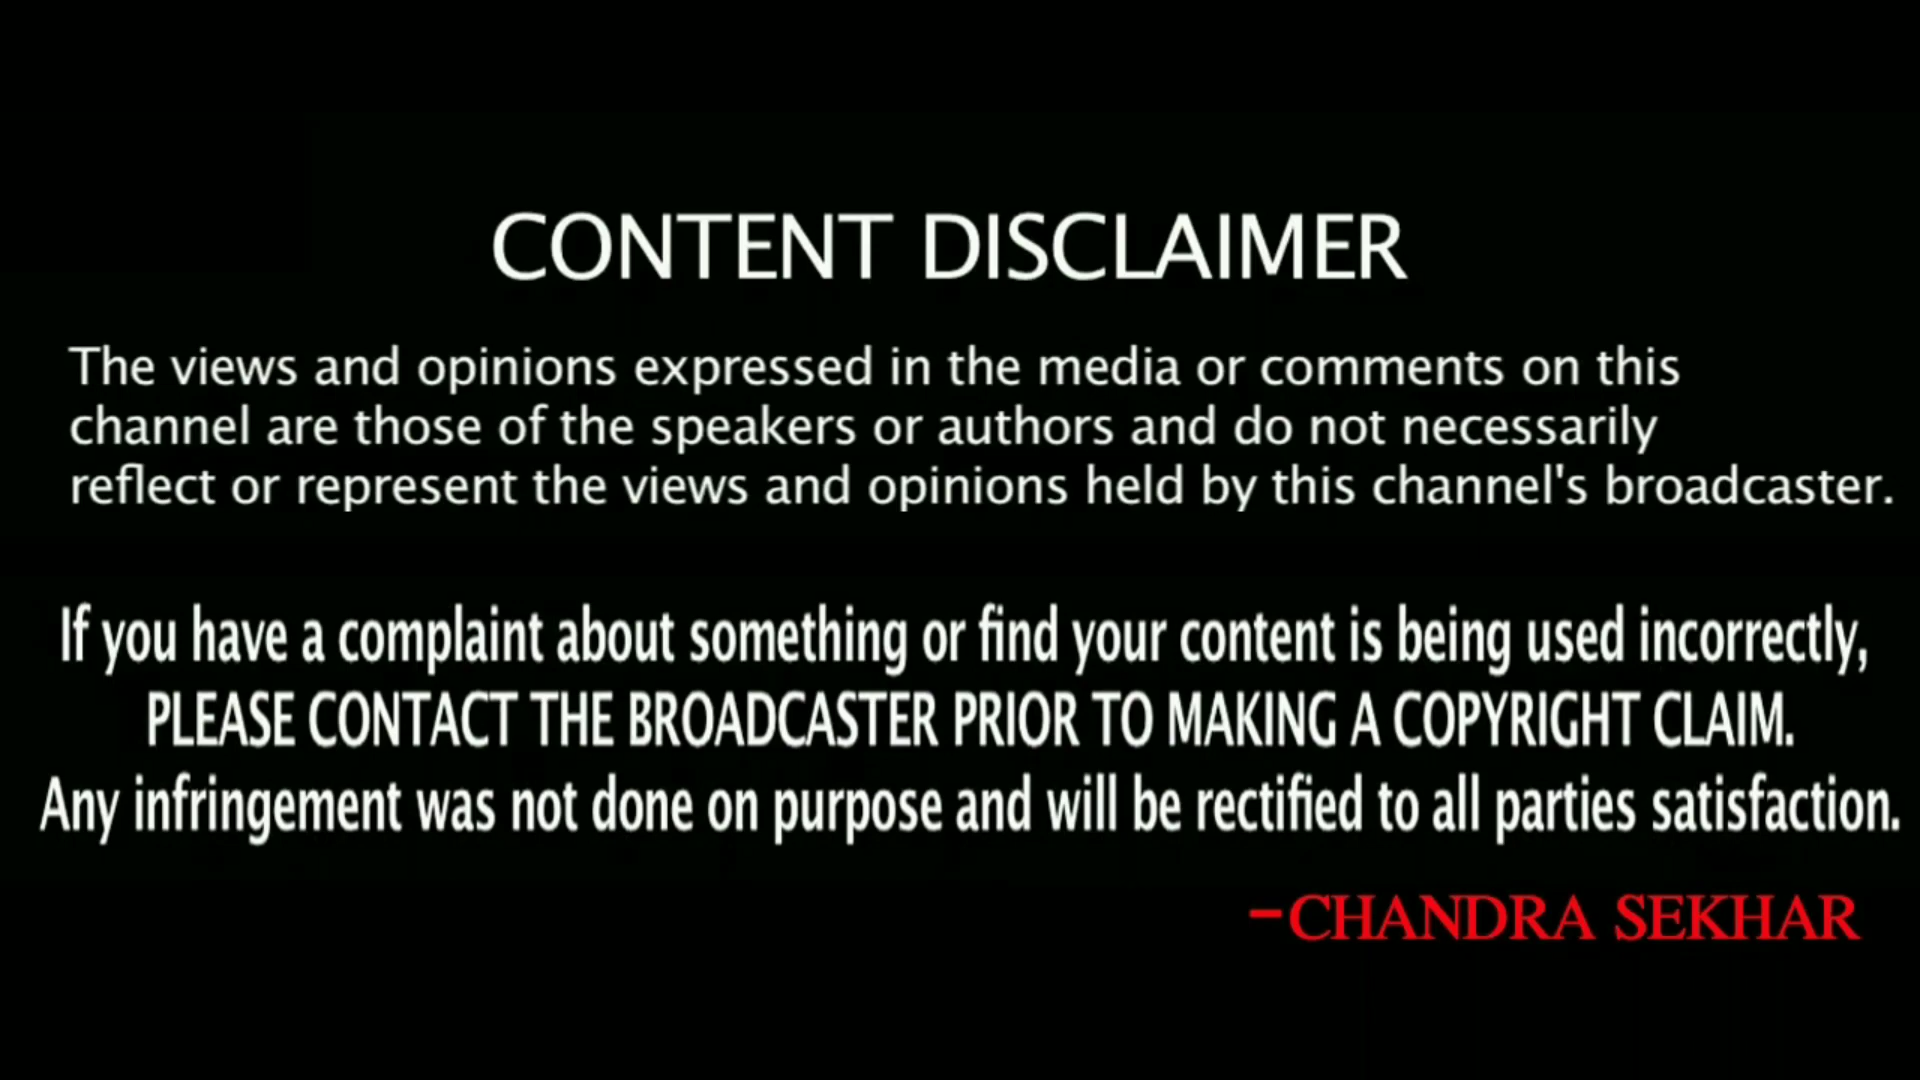 CONTENT DISCLAIMER
The views and opinions expressed in the media or comments on this
channel are those of the speakers or authors and do not necessarily
reflect or represent the views and opinions held by this channel's broadcaster.
If you have a complaint about something or find your content is being used incorrectly,
PLEASE CONTACT THE BROADCASTER PRIOR TO MAKING A COPYRIGHT CLAIM.
Any infringement was not done on purpose and will be rectified to all parties satisfaction.
-CHANDRA SEKHAR